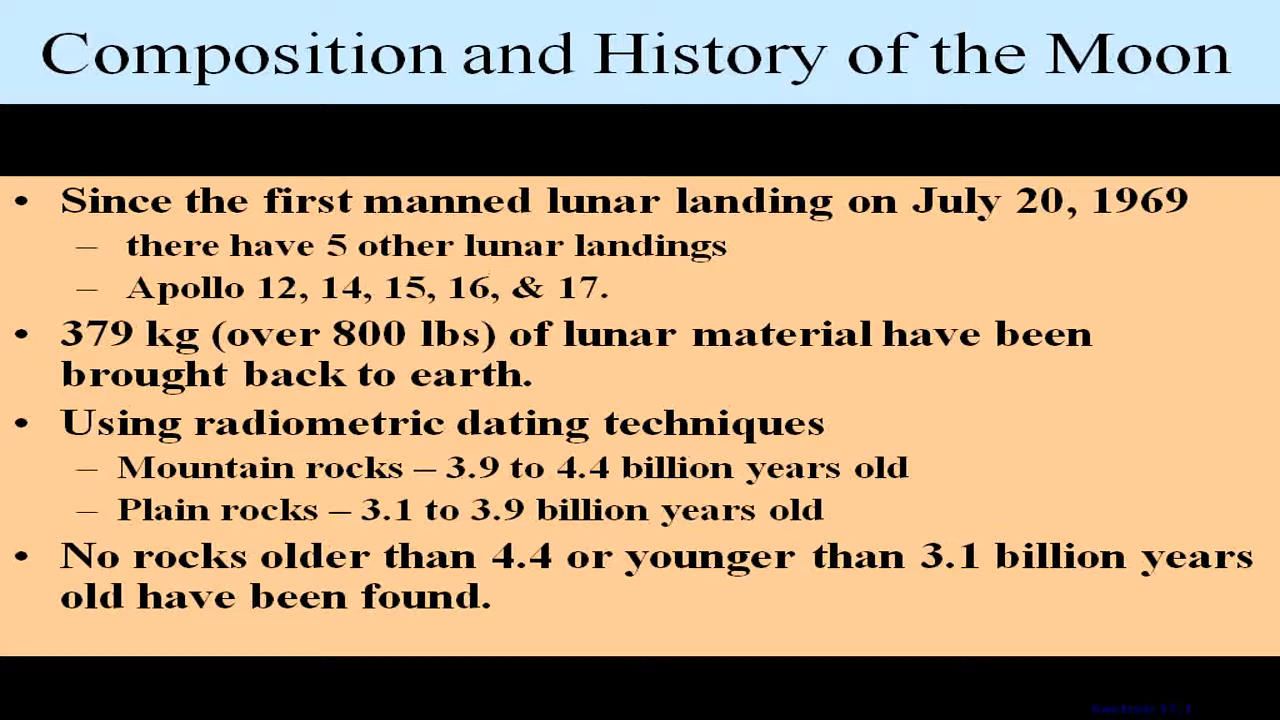 Composition and History of the Moon
• Since the first manned lunar landing on July 20, 1969
– there have 5 other lunar landings
– Apollo 12, 14, 15, 16, & 17.
• 379 kg (over 800 lbs) of lunar material have been
brought back to earth.
• Using radiometric dating techniques
– Mountain rocks – 3.9 to 4.4 billion years old
– Plain rocks – 3.1 to 3.9 billion years old
• No rocks older than 4.4 or younger than 3.1 billion years
old have been found.